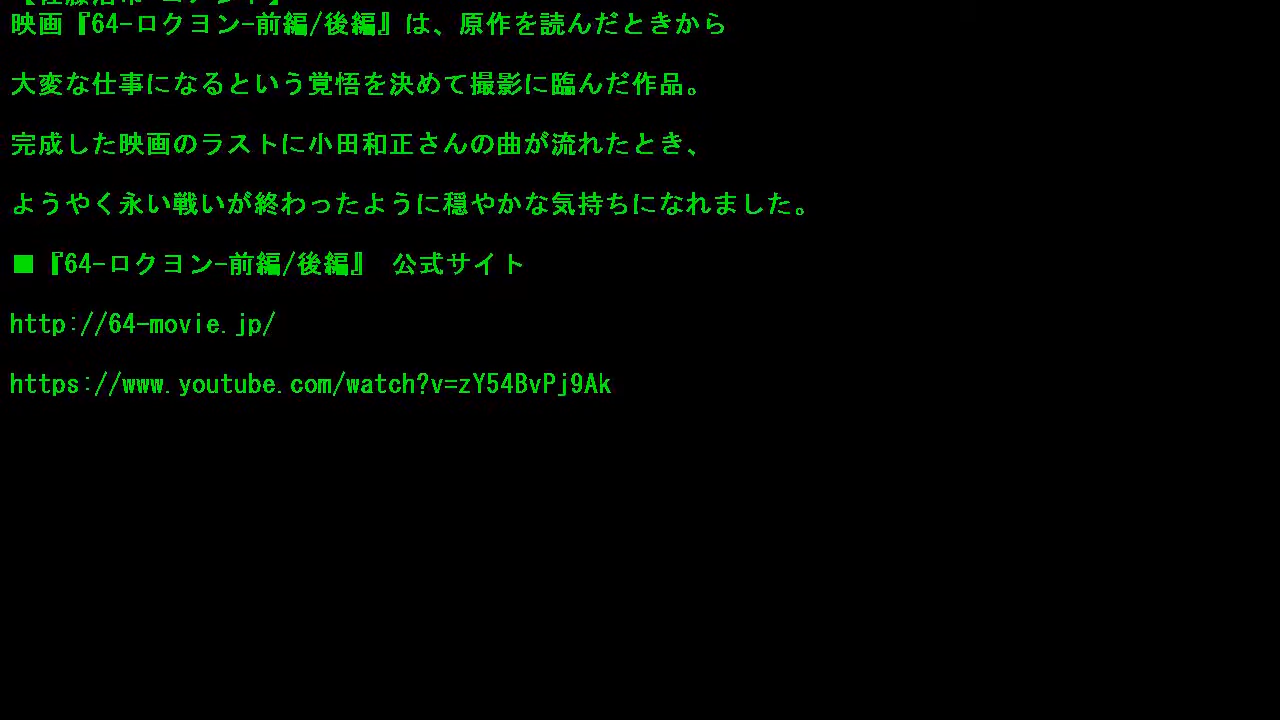 映画『64-ロクヨン-前編/後編』は、原作を読んだときから
大変な仕事になるという覚悟を決めて撮影に臨んだ作品。
完成した映画のラストに小田和正さんの曲が流れたとき、
ようやく永い戦いが終わったように穏やかな気持ちになれました。
■『64-ロクヨン-前編/後編』 公式サイト
http://64-movie.jp/
https://www.youtube.com/watch?v=zY54BvPj9Ak